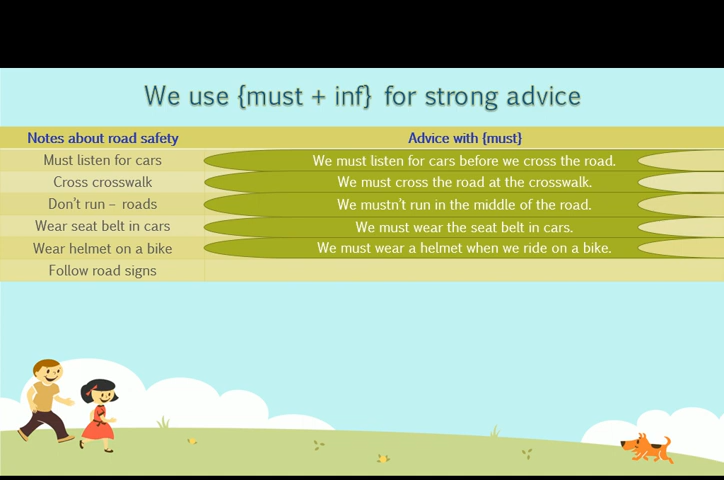 We use {must + inf} for strong advice
Notes about road safety Advice with {must}
Must listen for cars We must listen for cars before we cross the road.
Cross crosswalk We must cross the road at the crosswalk.
Don't run – roads We mustn't run in the middle of the road.
Wear seat belt in cars We must wear the seat belt in cars.
Wear helmet on a bike We must wear a helmet when we ride on a bike.
Follow road signs